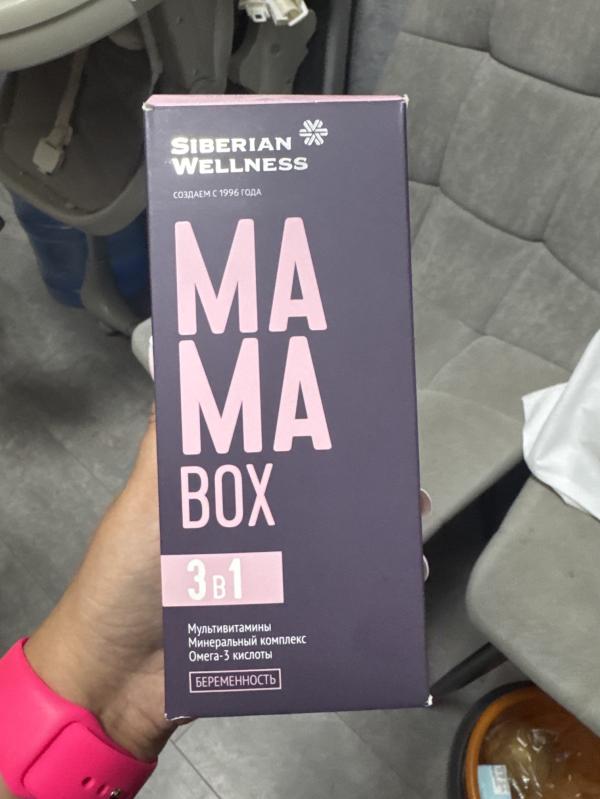 SIBERIAN
WELLNESS
СОЗДАЕМ С 1996 ГОДА
MA
MA
BOX
3 в 1
Мультивитамины
Минеральный комплекс
Омега-3 кислоты
БЕРЕМЕННОСТЬ